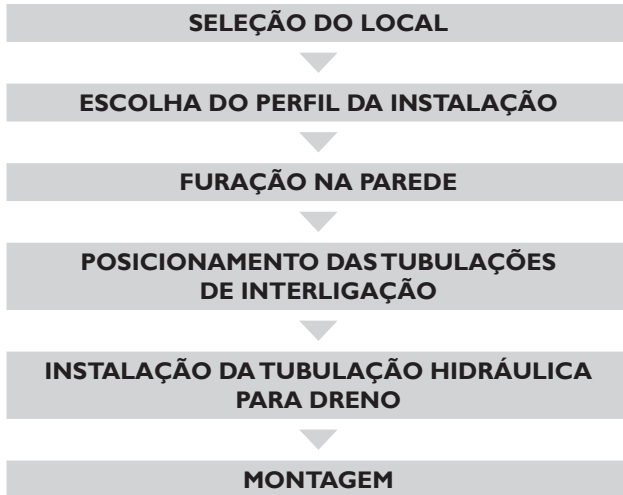 SELEÇÃO DO LOCAL
ESCOLHA DO PERFIL DA INSTALAÇÃO
FURAÇÃO NA PAREDE
POSICIONAMENTO DAS TUBULAÇÕES
DE INTERLIGAÇÃO
INSTALAÇÃO DA TUBULAÇÃO HIDRÁULICA
PARA DRENO
MONTAGEM